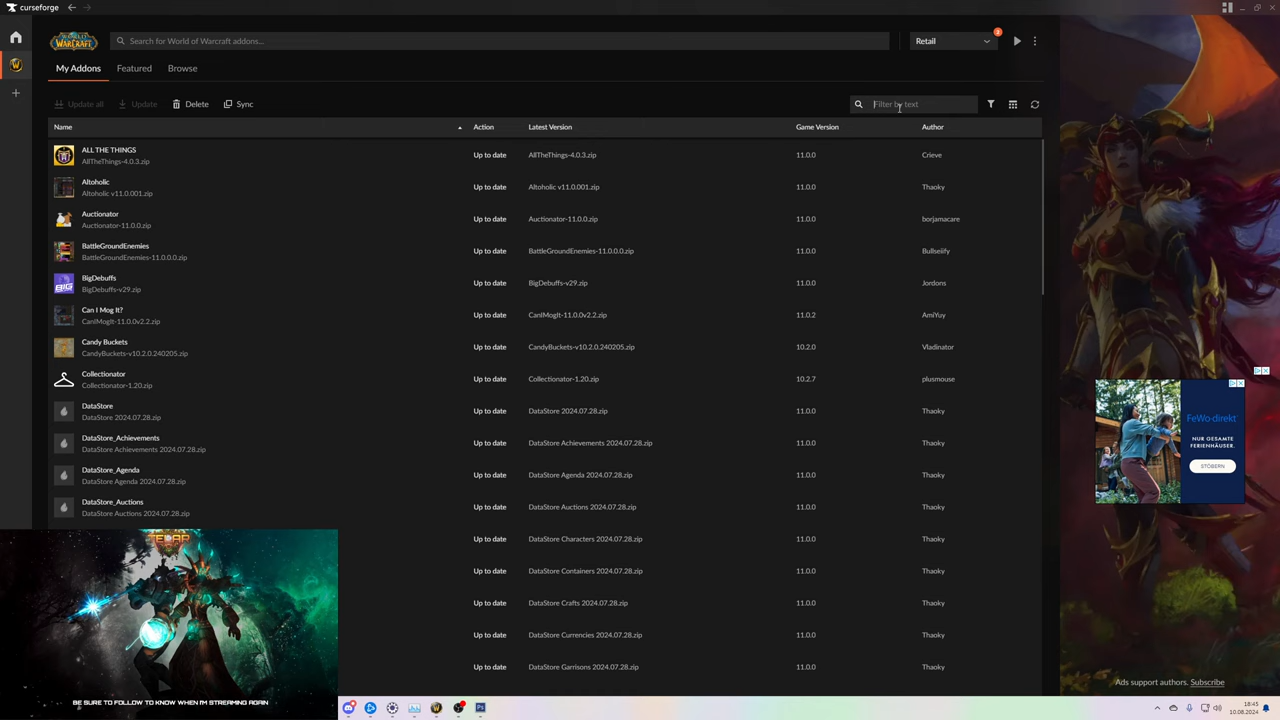 curseforge
WORLD WARCRAFT
Search for World of Warcraft addons...
Retail
2
My Addons Featured Browse
Update all Update Delete Sync
Filter by text
Name Action Latest Version Game Version Author
ALL THE THINGS
AllTheThings-4.0.3.zip
Up to date AllTheThings-4.0.3.zip 11.0.0 Crieve
Altoholic
Altoholic v11.0.001.zip
Up to date Altoholic v11.0.001.zip 11.0.0 Thaoky
Auctionator
Auctionator-11.0.0.zip
Up to date Auctionator-11.0.0.zip 11.0.0 borjamacare
BattleGroundEnemies
BattleGroundEnemies-11.0.0.0.zip
Up to date BattleGroundEnemies-11.0.0.0.zip 11.0.0 Bullseiify
BIG
BigDebuffs
BigDebuffs-v29.zip
Up to date BigDebuffs-v29.zip 11.0.0 Jordons
Can I Mog It?
CanIMogIt-11.0.0v2.2.zip
Up to date CanIMogIt-11.0.0v2.2.zip 11.0.2 AmiYuy
Candy Buckets
CandyBuckets-v10.2.0.240205.zip
Up to date CandyBuckets-v10.2.0.240205.zip 10.2.0 Vladinator
Collectionator
Collectionator-1.20.zip
Up to date Collectionator-1.20.zip 10.2.7 plusmouse
DataStore
DataStore 2024.07.28.zip
Up to date DataStore 2024.07.28.zip 11.0.0 Thaoky
DataStore_Achievements
DataStore Achievements 2024.07.28.zip
Up to date DataStore Achievements 2024.07.28.zip 11.0.0 Thaoky
DataStore_Agenda
DataStore Agenda 2024.07.28.zip
Up to date DataStore Agenda 2024.07.28.zip 11.0.0 Thaoky
DataStore_Auctions
DataStore Auctions 2024.07.28.zip
Up to date DataStore Auctions 2024.07.28.zip 11.0.0 Thaoky
Up to date DataStore Characters 2024.07.28.zip 11.0.0 Thaoky
Up to date DataStore Containers 2024.07.28.zip 11.0.0 Thaoky
Up to date DataStore Crafts 2024.07.28.zip 11.0.0 Thaoky
Up to date DataStore Currencies 2024.07.28.zip 11.0.0 Thaoky
Up to date DataStore Garrisons 2024.07.28.zip 11.0.0 Thaoky
BE SURE TO FOLLOW TO KNOW WHEN I'M STREAMING AGAIN
FeWo-direkt
NUR GESAMTE
FERIENHÄUSER.
STÖBERN
Ads support authors. Subscribe
18:45
10.08.2024